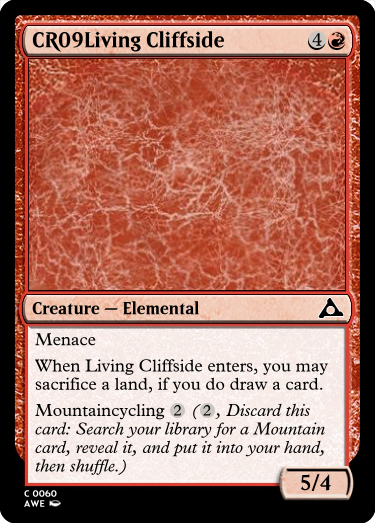 CR09Living Cliffside 4
Menace
Creature — Elemental
When Living Cliffside enters, you may
sacrifice a land, if you do draw a card.
Mountaincycling 2 (2, Discard this
card: Search your library for a Mountain
card, reveal it, and put it into your hand,
then shuffle.)
5/4
C 0060
AWE